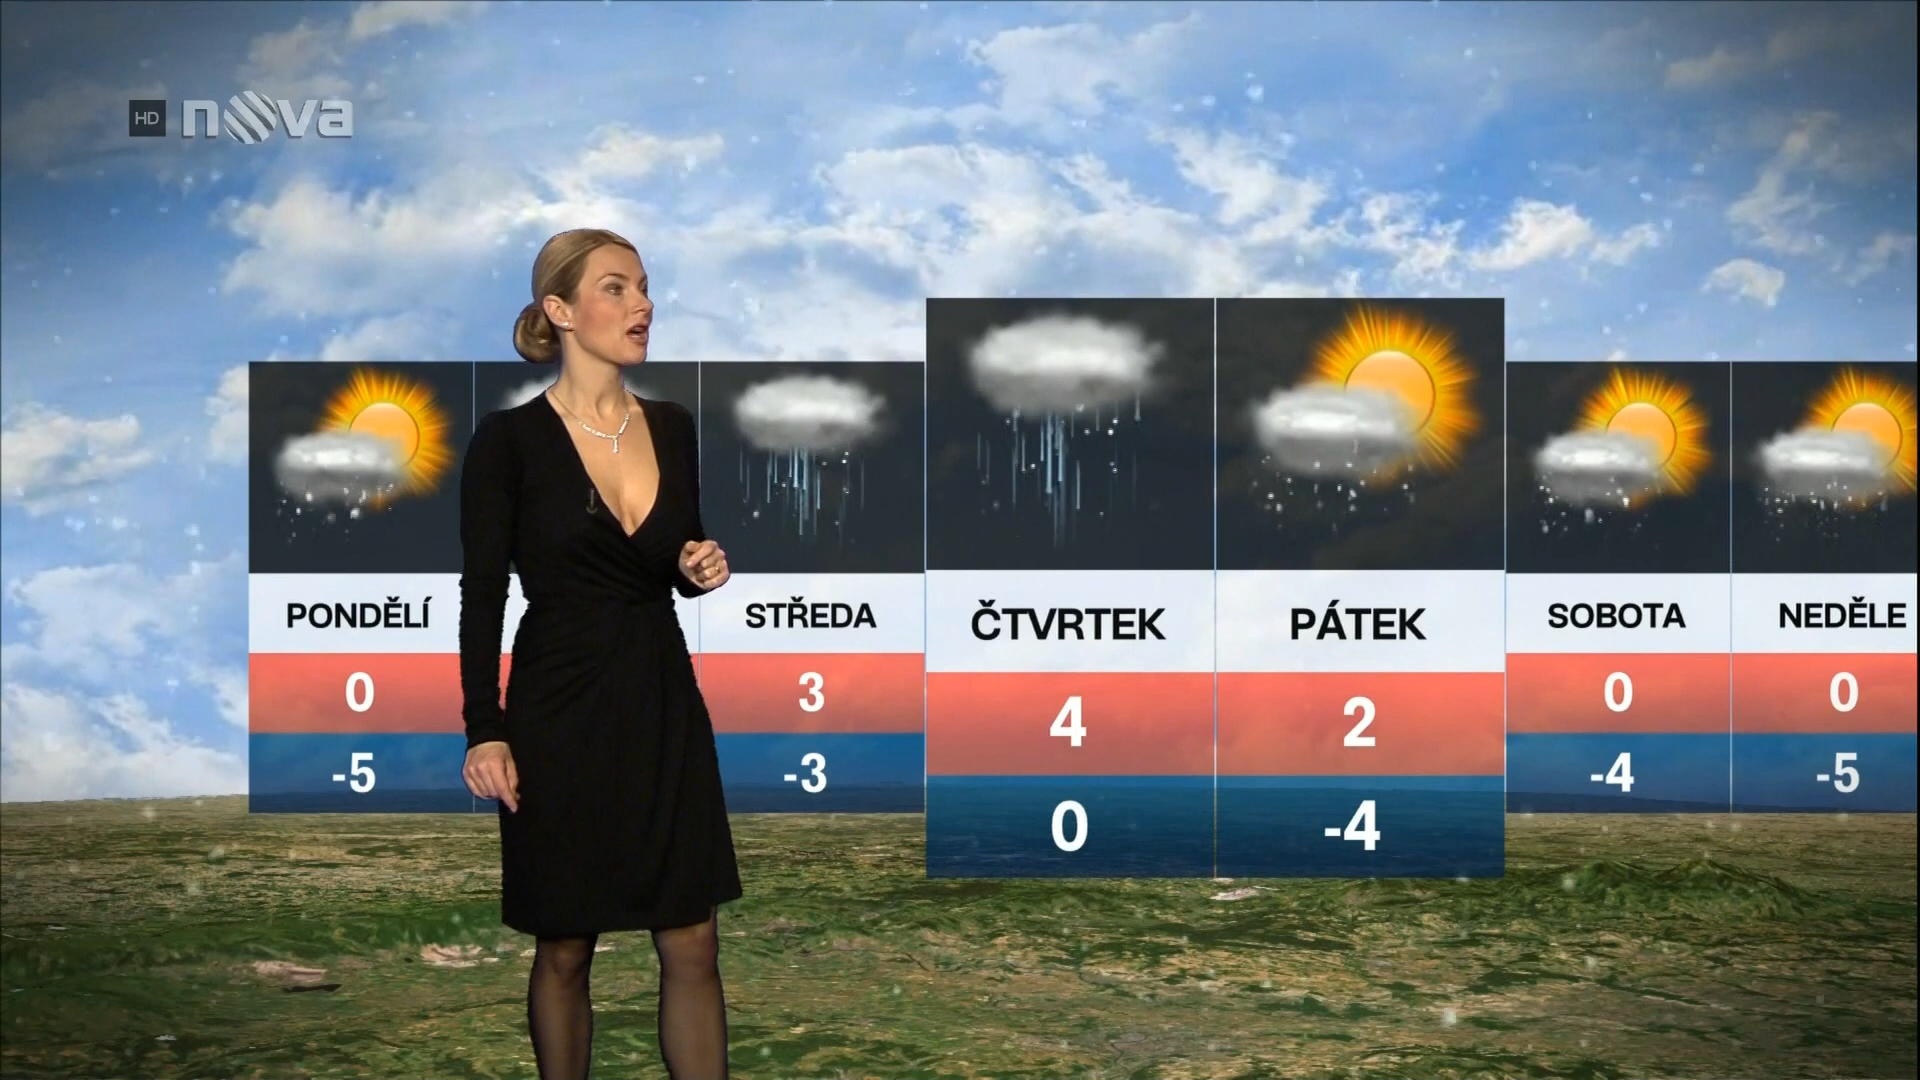 HD nova
PONDĚLÍ STŘEDA ČTVRTEK PÁTEK SOBOTA NEDĚLE
0 3 4 2 0 0
-5 -3 0 -4 -4 -5